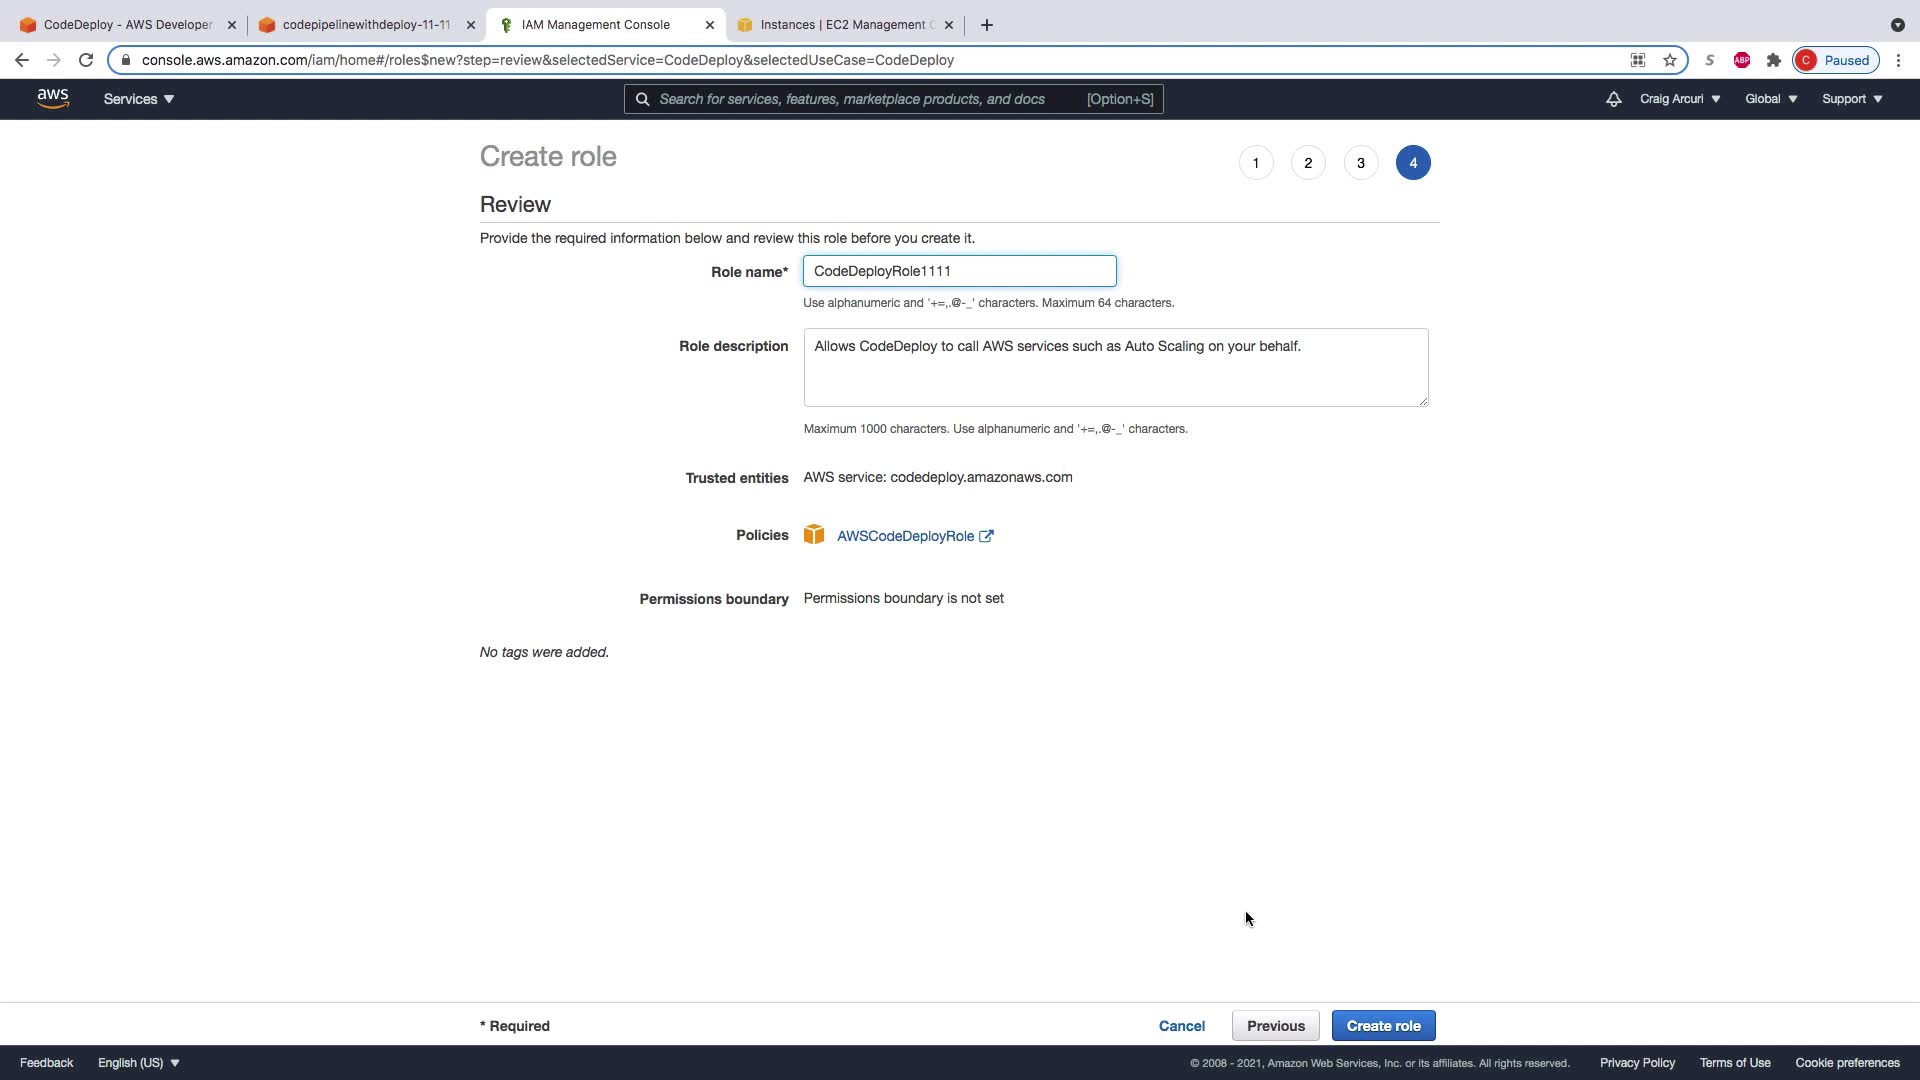 CodeDeploy - AWS Developer
codepipelinewithdeploy-11-11
IAM Management Console
Instances | EC2 Management C
console.aws.amazon.com/iam/home#/roles$new?step=review&selectedService=CodeDeploy&selectedUseCase=CodeDeploy
S
ABP
C
Paused
aws
Services
Search for services, features, marketplace products, and docs
[Option+S]
Craig Arcuri
Global
Support
Create role
1
2
3
4
Review
Provide the required information below and review this role before you create it.
Role name*
CodeDeployRole1111
Use alphanumeric and '+=,.@-_' characters. Maximum 64 characters.
Role description
Allows CodeDeploy to call AWS services such as Auto Scaling on your behalf.
Maximum 1000 characters. Use alphanumeric and '+=,.@-_' characters.
Trusted entities
AWS service: codedeploy.amazonaws.com
Policies
AWSCodeDeployRole
Permissions boundary
Permissions boundary is not set
No tags were added.
* Required
Cancel
Previous
Create role
Feedback
English (US)
© 2008 - 2021, Amazon Web Services, Inc. or its affiliates. All rights reserved.
Privacy Policy
Terms of Use
Cookie preferences